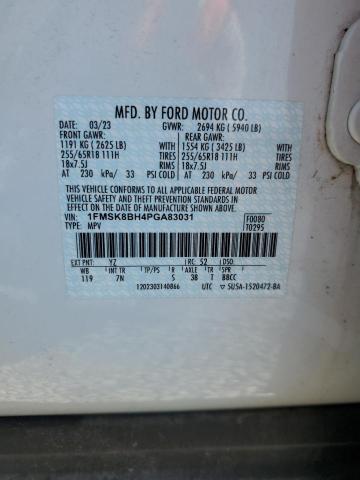 MFD. BY FORD MOTOR CO.
DATE: 03/23 GVWR: 2694 KG ( 5940 LB)
FRONT GAWR: REAR GAWR:
1191 KG ( 2625 LB) WITH 1554 KG ( 3425 LB) WITH
255/65R18 111H TIRES 255/65R18 111H TIRES
18x7.5J RIMS 18x7.5J RIMS
AT 230 kPa/ 33 PSI COLD AT 230 kPa/ 33 PSI COLD
THIS VEHICLE CONFORMS TO ALL APPLICABLE FEDERAL MOTOR
VEHICLE SAFETY AND THEFT PREVENTION STANDARDS IN EFFECT
ON THE DATE OF MANUFACTURE SHOWN ABOVE.
VIN: 1FMSK8BH4PGA83031 F0080
TYPE: MPV T0295
EXT PNT: YZ RC: 52 DSO:
WB INT TR TP/PS R AXLE TR SPR
119 7N S 38 T BBCC
1202303140866 UTC ▽ 5U5A-1520472-BA